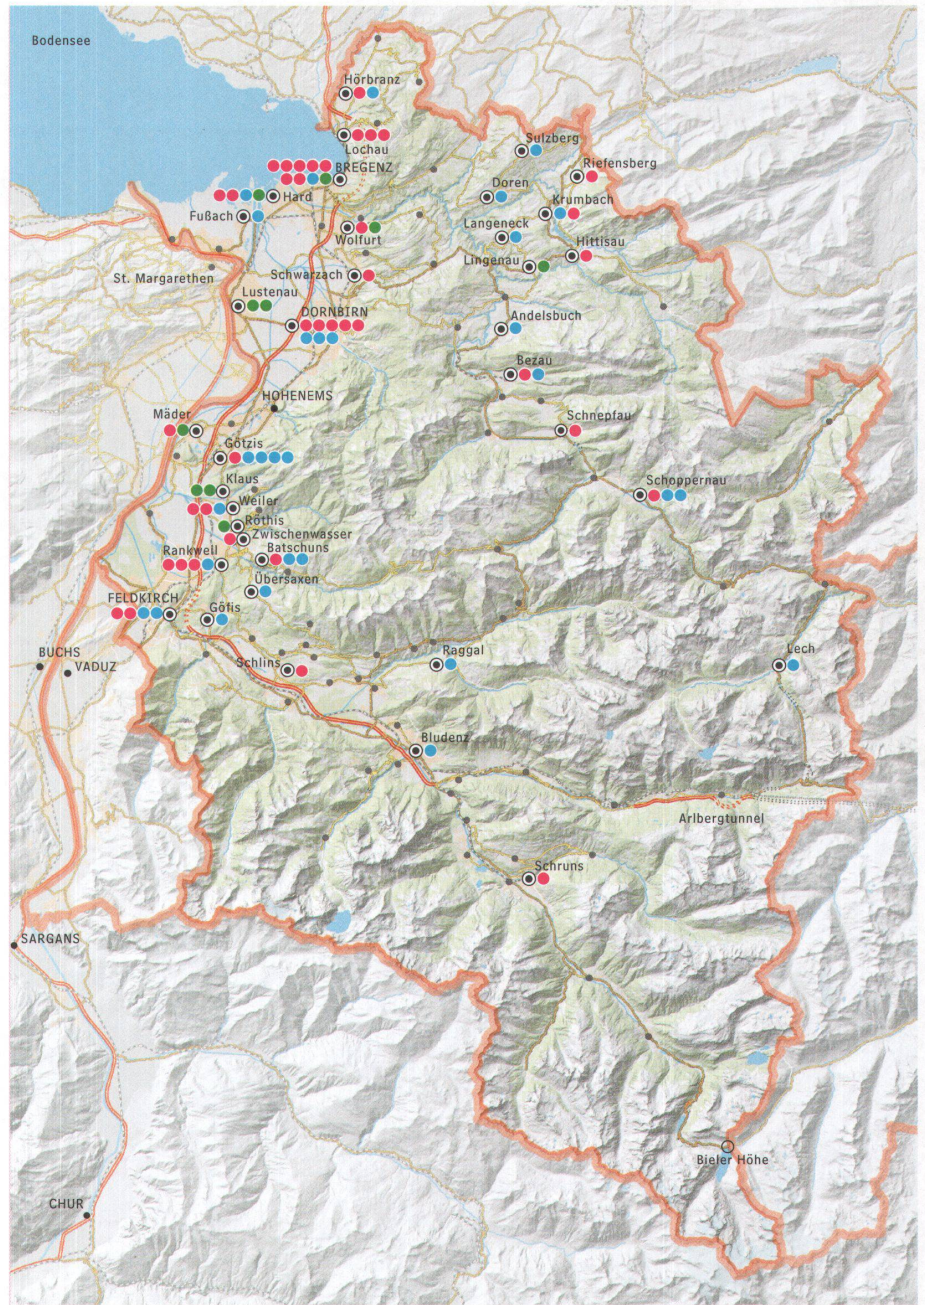 Bodensee
Hörbranz
Lochau
Sulzberg
BREGENZ
Riefensberg
Hard
Doren
Krumbach
Fußach
Wolfurt
Langeneck
Hittisau
Lingenau
St. Margarethen
Schwarzach
Lustenau
DORNBIRN
Andelsbuch
Bezau
HOHENEMS
Mäder
Schnepfau
Götzis
Klaus
Schoppernau
Weiler
Röthis
Zwischenwasser
Rankwell
Batschuns
Übersaxen
FELDKIRCH
Göfis
BUCHS
VADUZ
Schlins
Raggal
Lech
Bludenz
Arlbergtunnel
Schruns
SARGANS
Bieler Höhe
CHUR